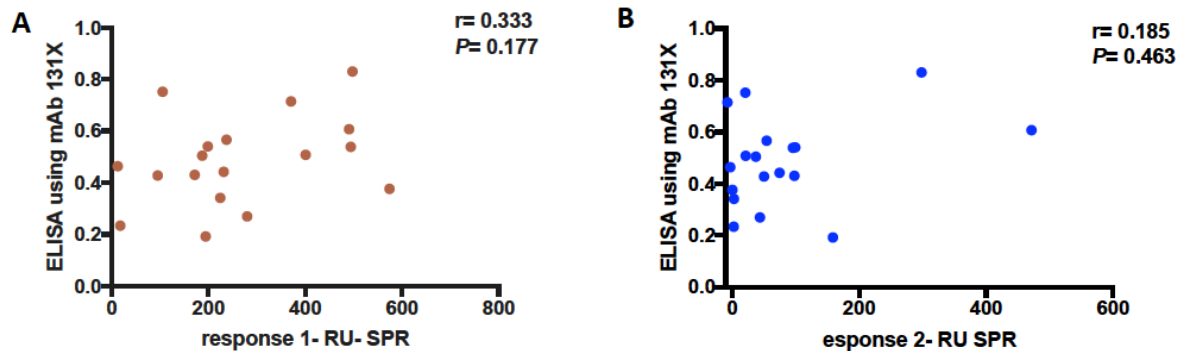 A
r= 0.333
P= 0.177
ELISA using mAb 131X
1.0
0.8
0.6
0.4
0.2
0.0
0
200
400
600
800
response 1- RU- SPR
B
r= 0.185
P= 0.463
ELISA using mAb 131X
1.0
0.8
0.6
0.4
0.2
0.0
0
200
400
600
esponse 2- RU SPR